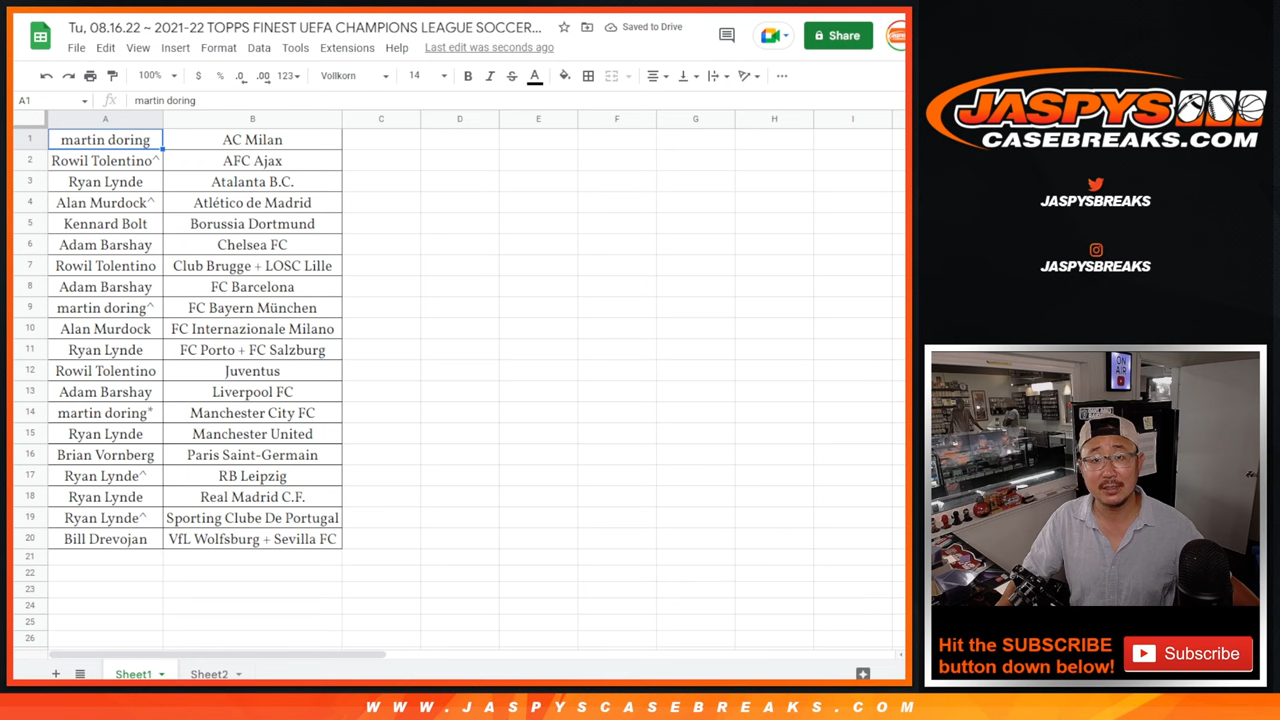 Tu, 08.16.22 ~ 2021-22 TOPPS FINEST UEFA CHAMPIONS LEAGUE SOCCER...
Saved to Drive
Share
File Edit View Insert Format Data Tools Extensions Help Last edit was seconds ago
100% $ % .0 .00 123 Vollkorn 14 B I S A
A1 fx martin doring
A B C D E F G H I
1 martin doring AC Milan
2 Rowil Tolentino^ AFC Ajax
3 Ryan Lynde Atalanta B.C.
4 Alan Murdock^ Atlético de Madrid
5 Kennard Bolt Borussia Dortmund
6 Adam Barshay Chelsea FC
7 Rowil Tolentino Club Brugge + LOSC Lille
8 Adam Barshay FC Barcelona
9 martin doring^ FC Bayern München
10 Alan Murdock FC Internazionale Milano
11 Ryan Lynde FC Porto + FC Salzburg
12 Rowil Tolentino Juventus
13 Adam Barshay Liverpool FC
14 martin doring* Manchester City FC
15 Ryan Lynde Manchester United
16 Brian Vornberg Paris Saint-Germain
17 Ryan Lynde^ RB Leipzig
18 Ryan Lynde Real Madrid C.F.
19 Ryan Lynde^ Sporting Clube De Portugal
20 Bill Drevojan VfL Wolfsburg + Sevilla FC
21
22
23
24
25
26
Sheet1 Sheet2
JASPYS
CASEBREAKS.COM
JASPYSBREAKS
JASPYSBREAKS
ON
AIR
Hit the SUBSCRIBE
button down below!
Subscribe
WWW.JASPYSCASEBREAKS.COM